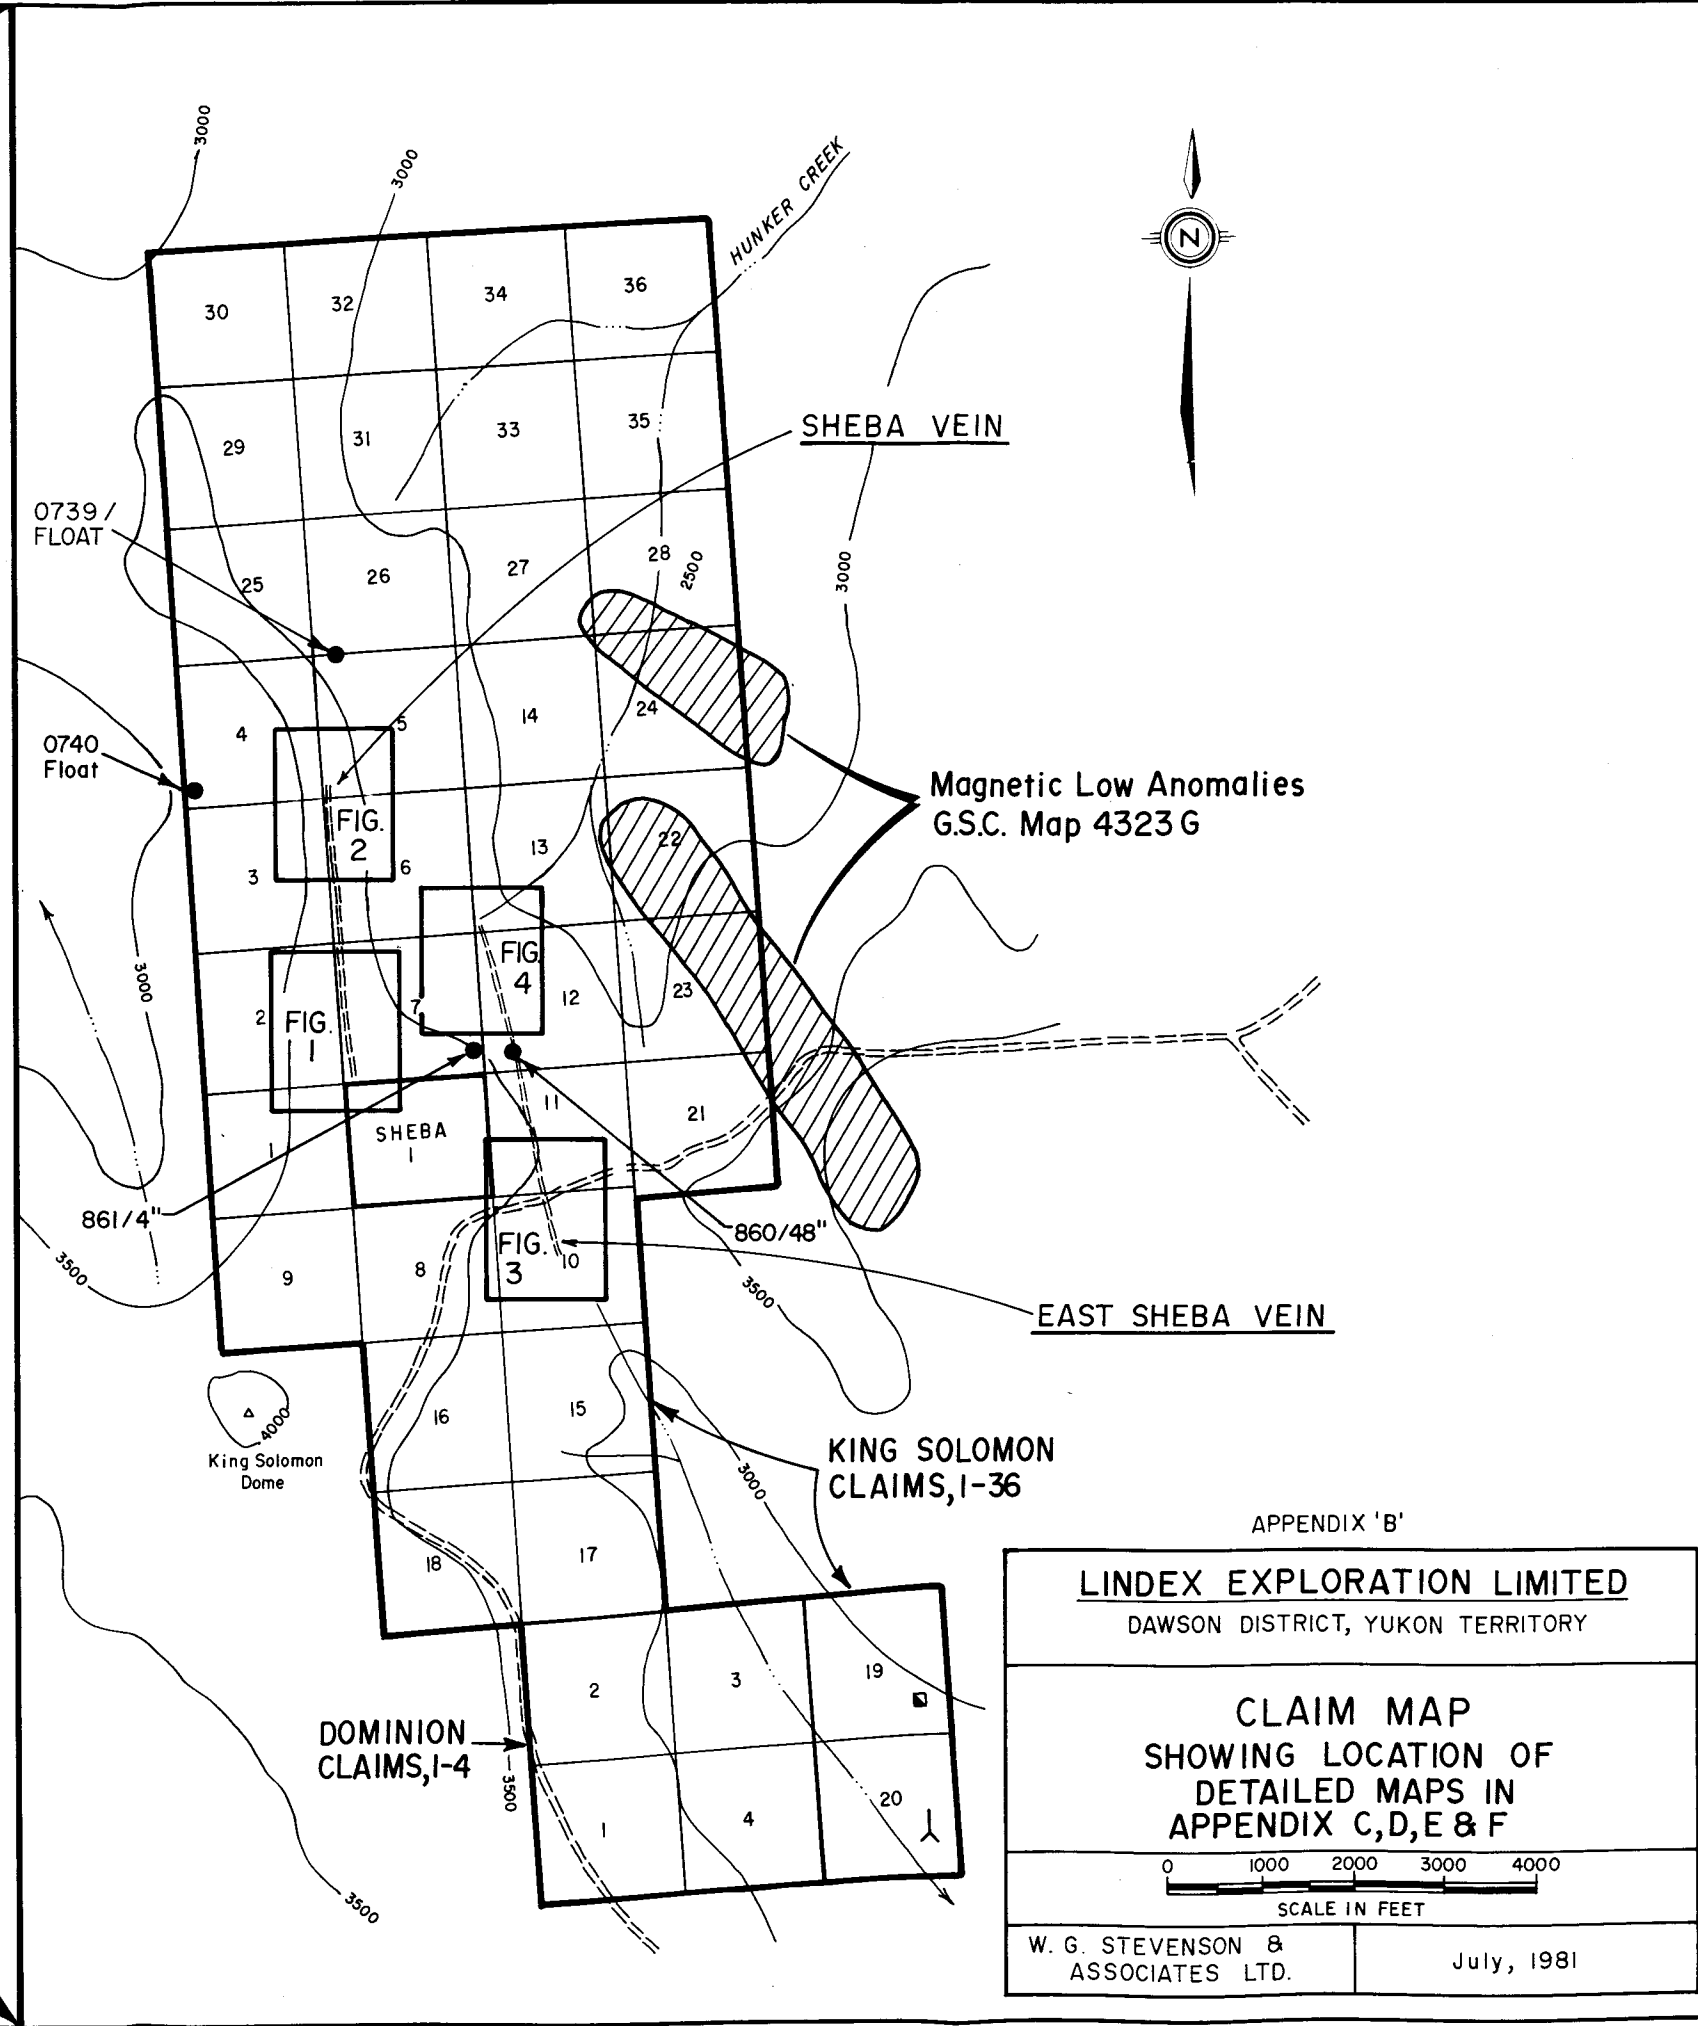 3000
3000
HUNKER CREEK
N
30
32
34
36
29
31
33
35
SHEBA VEIN
0739/
FLOAT
25
26
27
28
2500
3000
4
5
14
24
0740
Float
Magnetic Low Anomalies
G.S.C. Map 4323 G
FIG.
2
3
6
13
22
3000
FIG.
4
2
FIG.
1
7
12
23
1
SHEBA
1
11
21
861/4"
860/48"
3500
9
8
FIG.
3
10
3500
EAST SHEBA VEIN
4000
King Solomon
Dome
16
15
KING SOLOMON
CLAIMS, 1-36
3000
18
17
APPENDIX 'B'
LINDEX EXPLORATION LIMITED
DAWSON DISTRICT, YUKON TERRITORY
2
3
19
DOMINION
CLAIMS, 1-4
3500
1
4
20
3500
CLAIM MAP
SHOWING LOCATION OF
DETAILED MAPS IN
APPENDIX C, D, E & F
0 1000 2000 3000 4000
SCALE IN FEET
W. G. STEVENSON &
ASSOCIATES LTD.
July, 1981